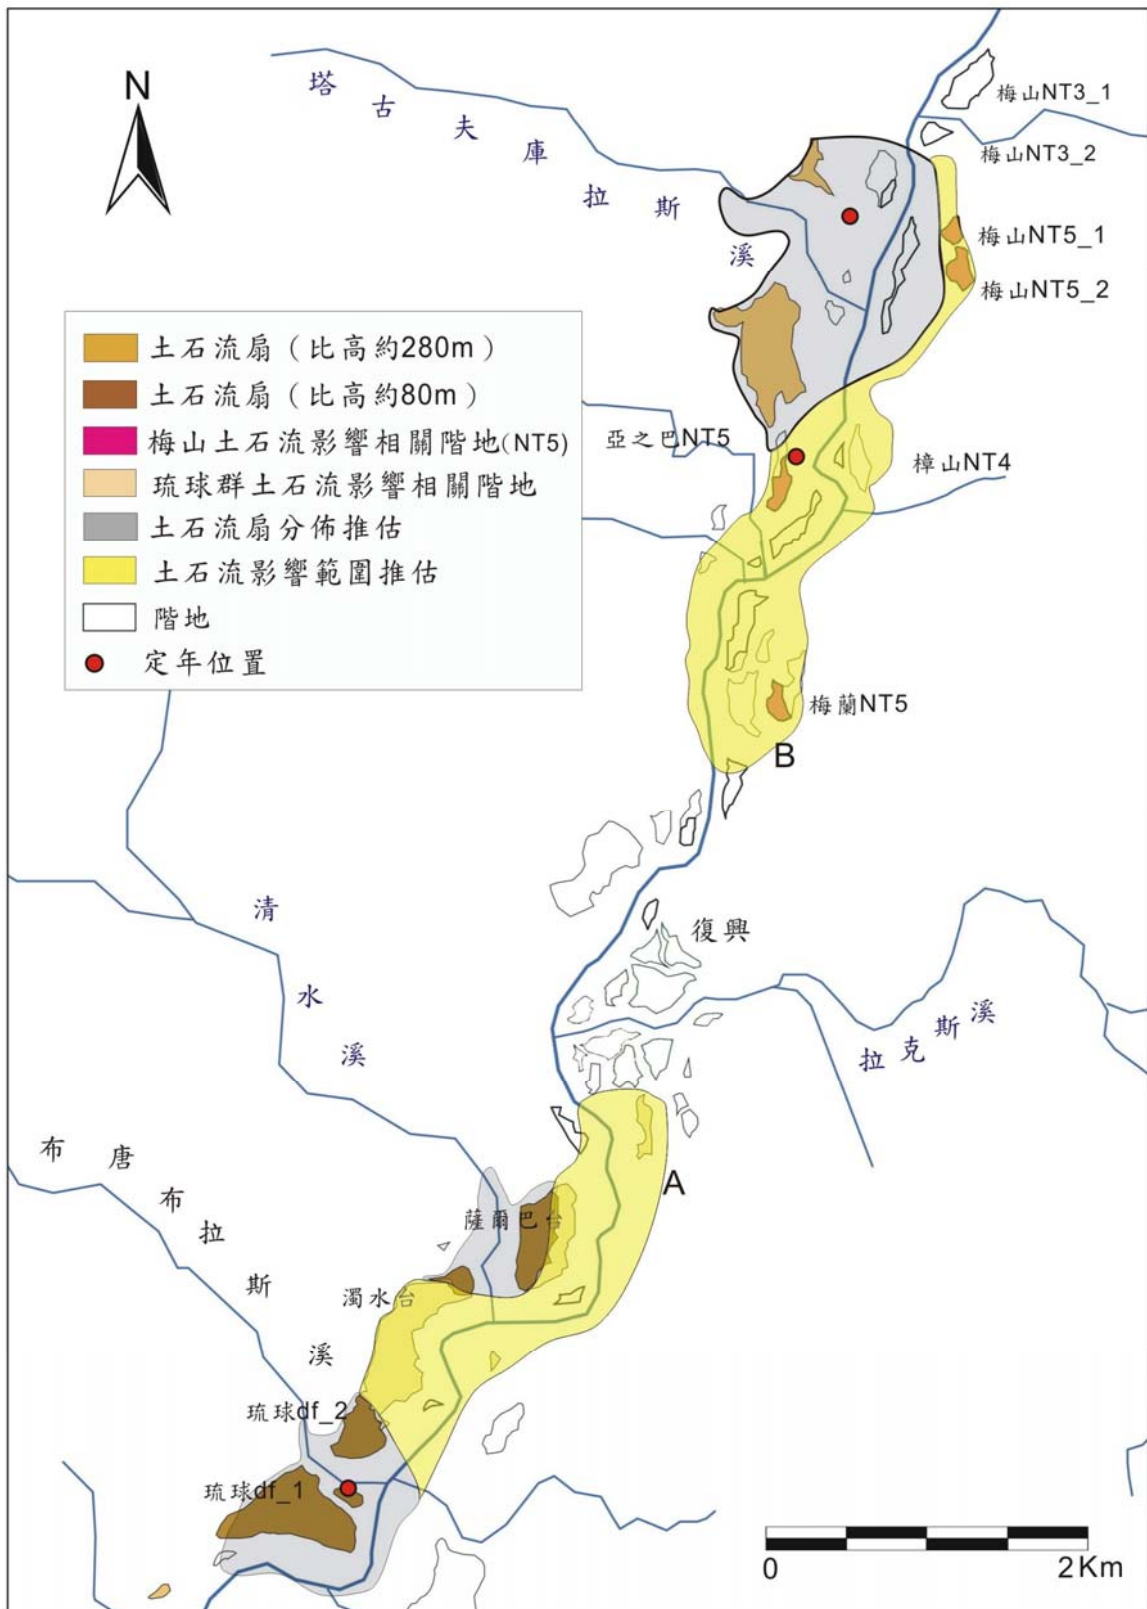 N
塔古夫庫拉斯溪
梅山NT3_1
梅山NT3_2
梅山NT5_1
梅山NT5_2
土石流扇（比高約280m）
土石流扇（比高約80m）
梅山土石流影響相關階地(NT5)
琉球群土石流影響相關階地
土石流扇分佈推估
土石流影響範圍推估
階地
定年位置
亞之巴NT5
樟山NT4
梅蘭NT5
B
清水溪
復興
拉克斯溪
布唐布拉斯溪
A
薩爾巴台
濁水台
琉球df_2
琉球df_1
0 2Km